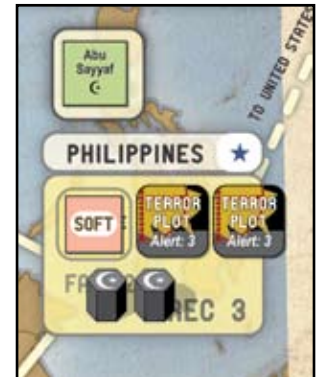 Abu
Sayyaf
TO UNITED STATES
PHILIPPINES
SOFT
TERROR
PLOT
Alert: 3
TERROR
PLOT
Alert: 3
REC 3